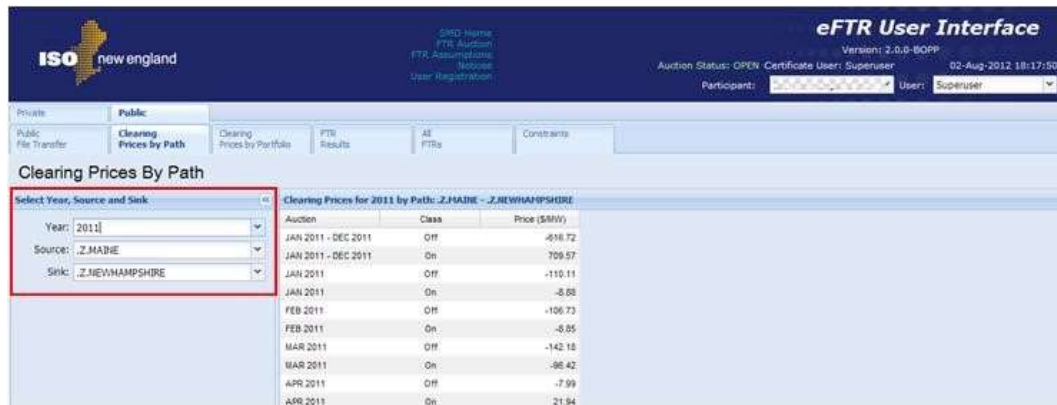 ISO new england
SMD Home
FTR Auction
FTR Assumptions
Notices
User Registration
eFTR User Interface
Version: 2.0.0-BOPP
Auction Status: OPEN Certificate User: Superuser 02-Aug-2012 18:17:50
Participant: User: Superuser
Private Public
Public File Transfer
Clearing Prices by Path
Clearing Prices by Portfolio
FTR Results
All FTRs
Constraints
Clearing Prices By Path
Select Year, Source and Sink
Clearing Prices for 2011 by Path: .Z.MAINE - .Z.NEWHAMPSHIRE
Year: 2011
Source: .Z.MAINE
Sink: .Z.NEWHAMPSHIRE
Auction Class Price ($/MW)
JAN 2011 - DEC 2011 Off -616.72
JAN 2011 - DEC 2011 On 709.57
JAN 2011 Off -110.11
JAN 2011 On -8.88
FEB 2011 Off -106.73
FEB 2011 On -8.85
MAR 2011 Off -142.18
MAR 2011 On -96.42
APR 2011 Off -7.99
APR 2011 On 21.94